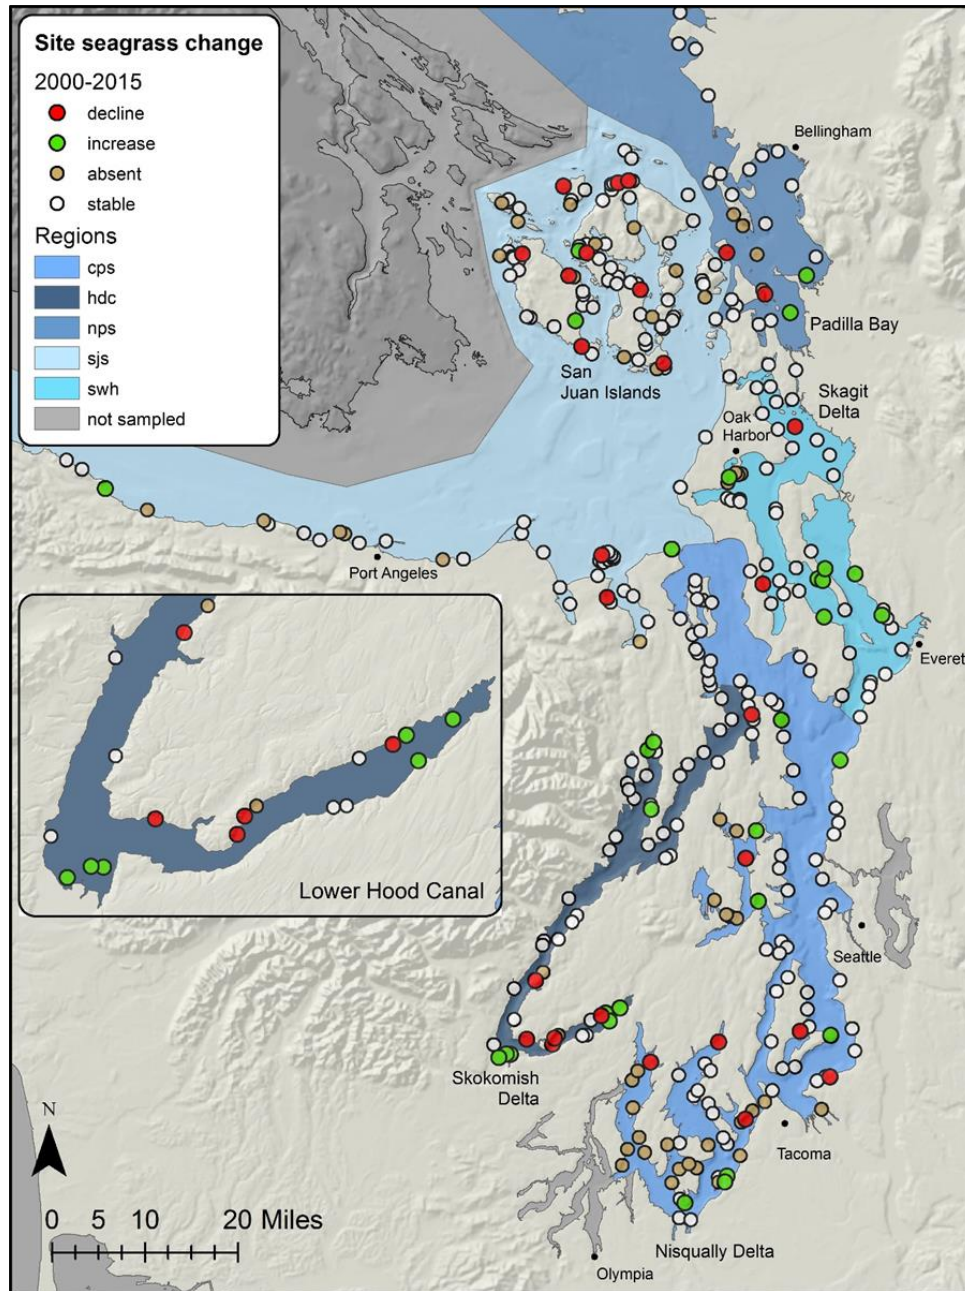 Site seagrass change
2000-2015
decline
increase
absent
stable
Regions
cps
hdc
nps
sjs
swh
not sampled
Bellingham
Padilla Bay
San
Juan Islands
Skagit
Delta
Oak
Harbor
Port Angeles
Everet
Lower Hood Canal
Seattle
Skokomish
Delta
N
Tacoma
0 5 10 20 Miles
Nisqually Delta
Olympia